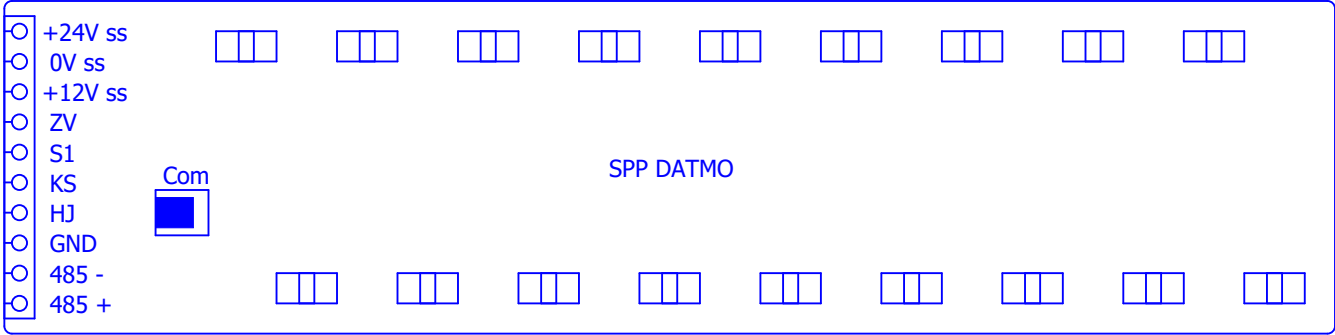 +24V ss
0V ss
+12V ss
ZV
S1
KS
HJ
GND
485 -
485 +
Com
SPP DATMO